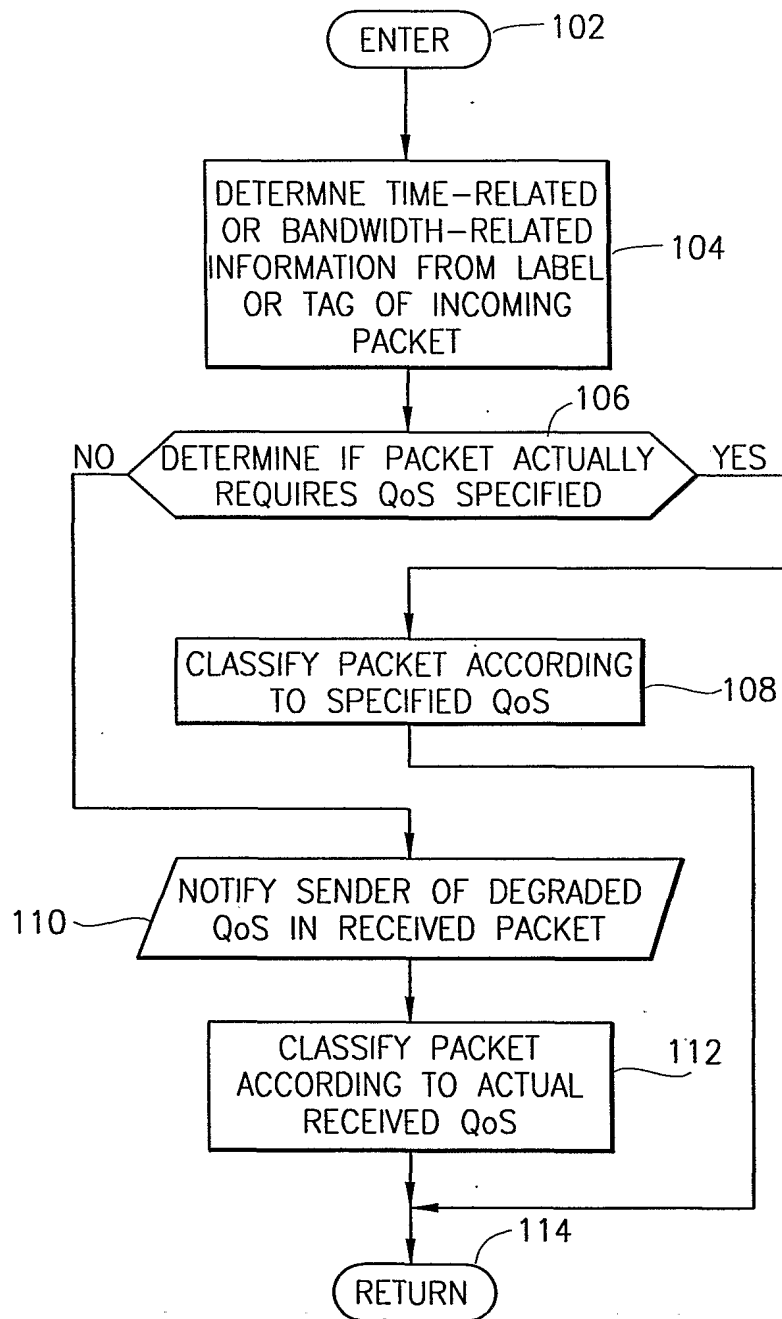 ENTER
102
DETERMNE TIME-RELATED
OR BANDWIDTH-RELATED
INFORMATION FROM LABEL
OR TAG OF INCOMING
PACKET
104
106
NO
DETERMINE IF PACKET ACTUALLY
REQUIRES QoS SPECIFIED
YES
CLASSIFY PACKET ACCORDING
TO SPECIFIED QoS
108
NOTIFY SENDER OF DEGRADED
QoS IN RECEIVED PACKET
110
CLASSIFY PACKET
ACCORDING TO ACTUAL
RECEIVED QoS
112
114
RETURN